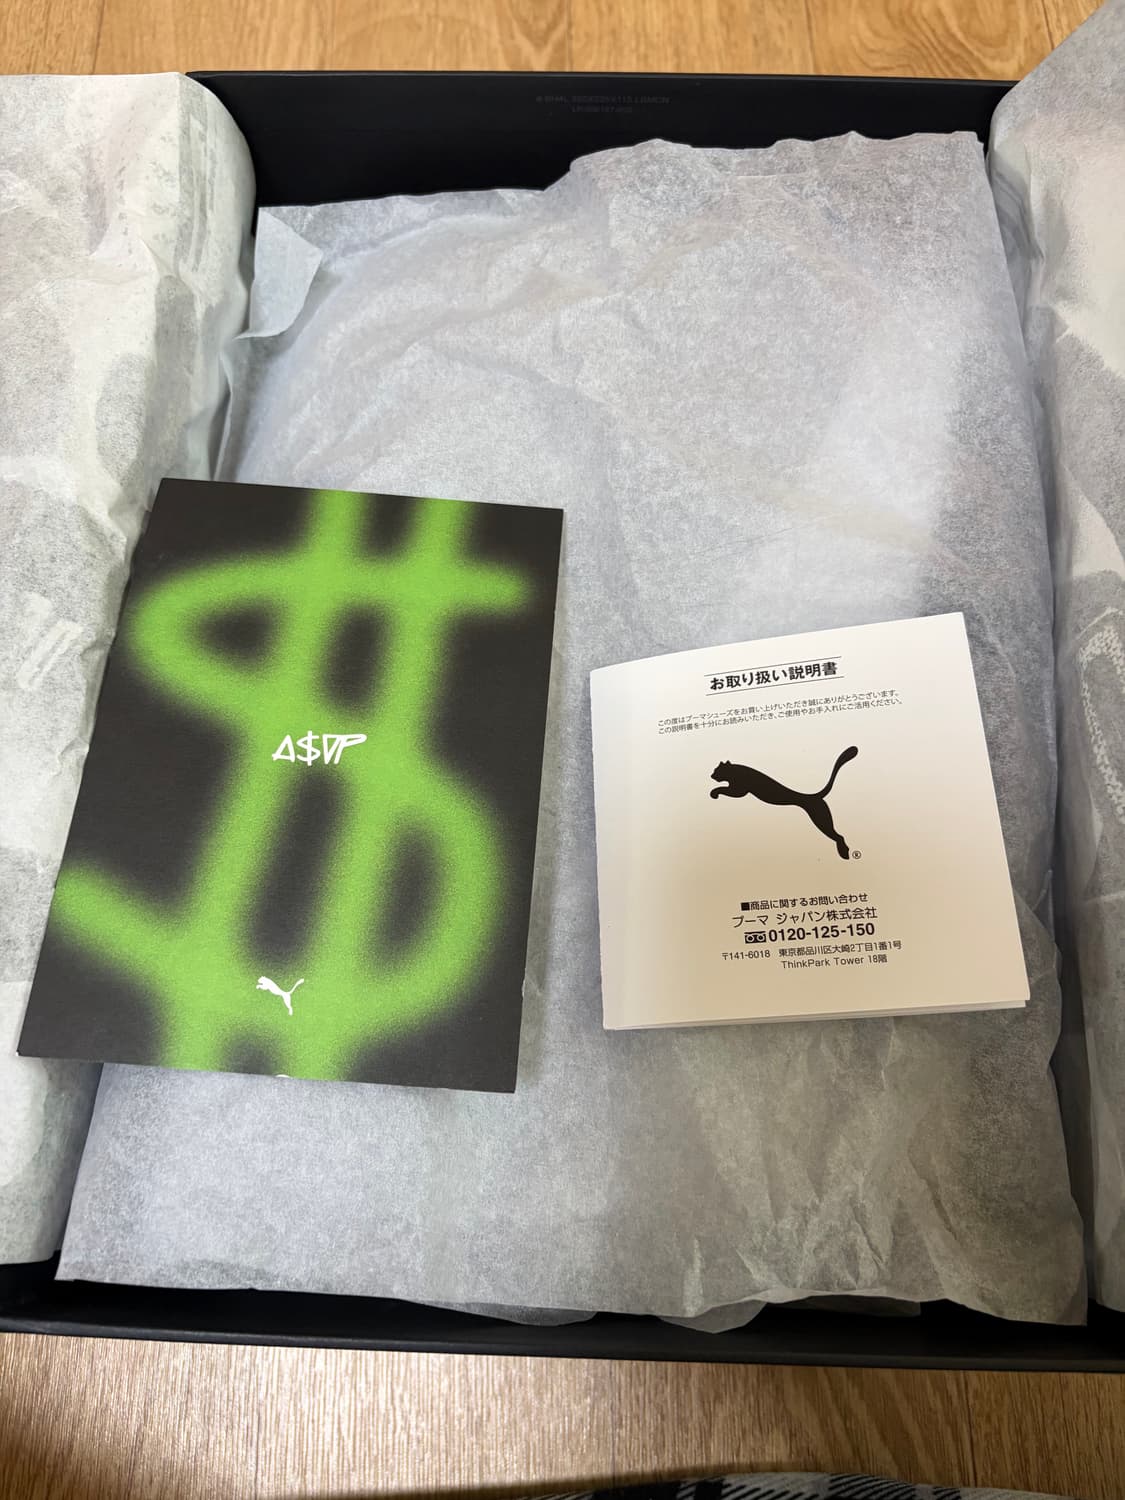 A$AP
お取り扱い説明書
この度はプーマシューズをお買い上げいただき誠にありがとうございます。
この説明書を十分にお読みいただき、ご使用やお手入れにご活用ください。
®
■商品に関するお問い合わせ
プーマ ジャパン株式会社
0120-125-150
〒141-6018 東京都品川区大崎2丁目1番1号
ThinkPark Tower 18階